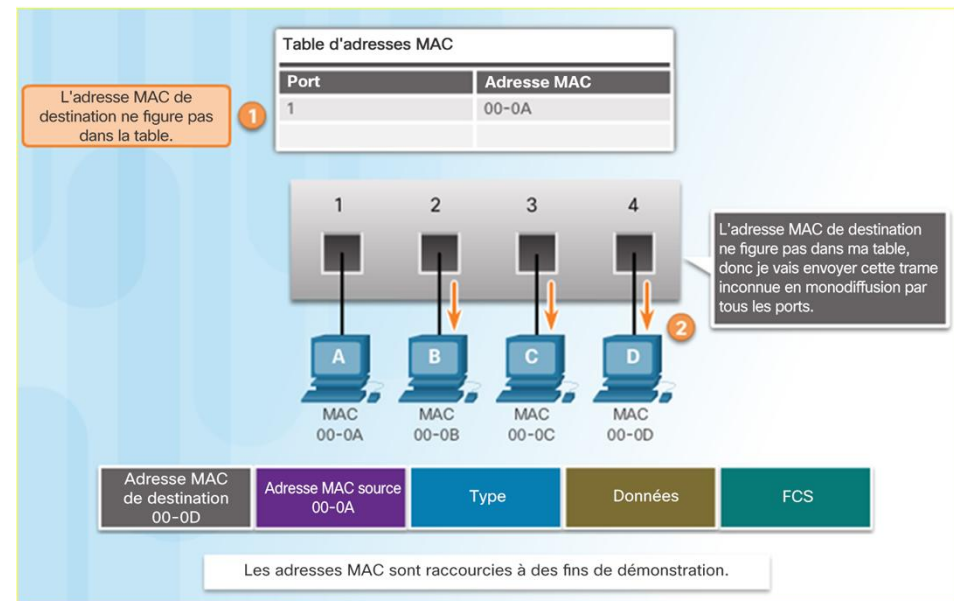 Table d'adresses MAC
Port Adresse MAC
1 00-0A
L'adresse MAC de
destination ne figure pas
dans la table.
1
1 2 3 4
L'adresse MAC de destination
ne figure pas dans ma table,
donc je vais envoyer cette trame
inconnue en monodiffusion par
tous les ports.
2
A B C D
MAC MAC MAC MAC
00-0A 00-0B 00-0C 00-0D
Adresse MAC
de destination
00-0D
Adresse MAC source
00-0A
Type
Données
FCS
Les adresses MAC sont raccourcies à des fins de démonstration.